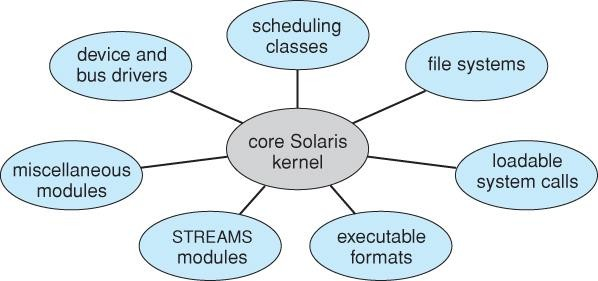 scheduling
classes
device and
bus drivers
file systems
core Solaris
kernel
miscellaneous
modules
loadable
system calls
STREAMS
modules
executable
formats